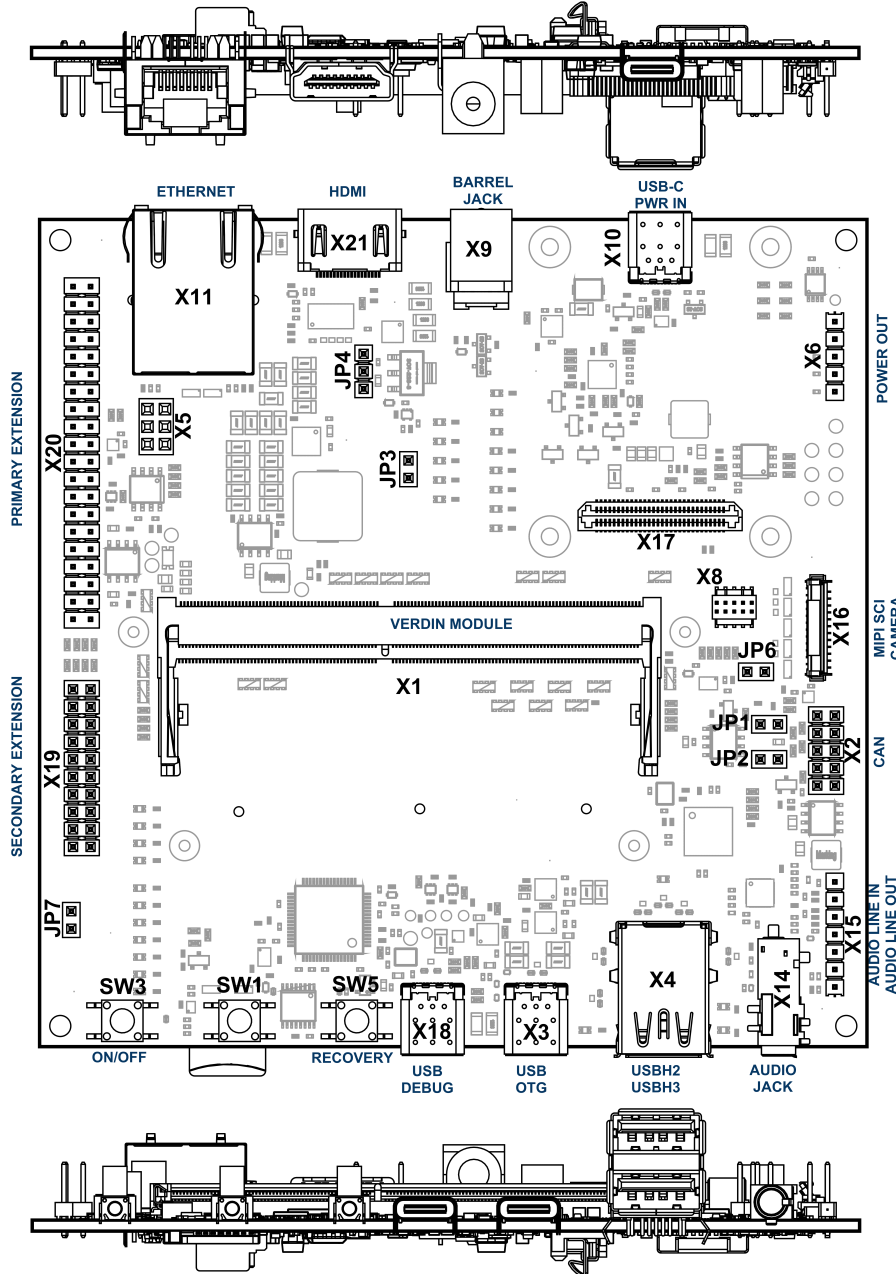 ETHERNET
HDMI
BARREL
JACK
USB-C
PWR IN
X11
X21
X9
X10
X6
POWER OUT
JP4
PRIMARY EXTENSION
X20
X5
JP3
X17
X8
X16
MIPI SCI
CAMERA
VERDIN MODULE
JP6
X1
SECONDARY EXTENSION
X19
JP1
JP2
X2
CAN
JP7
AUDIO LINE IN
AUDIO LINE OUT
X15
X4
X14
SW3
SW1
SW5
X18
X3
ON/OFF
RECOVERY
USB
DEBUG
USB
OTG
USBH2
USBH3
AUDIO
JACK